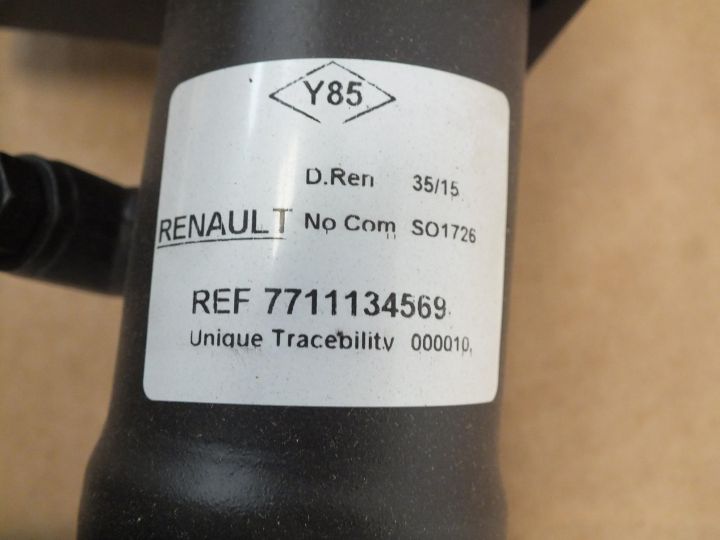 Y85
D.Ren 35/15
RENAULT No Com SO1726
REF 7711134569
Unique Tracebility 000010